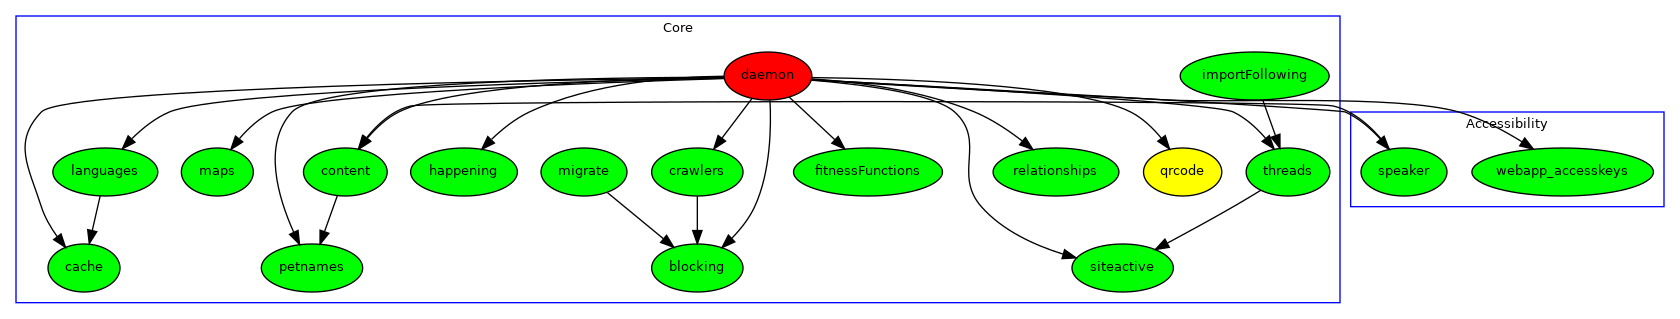 Core
daemon
importFollowing
Accessibility
languages
maps
content
happening
migrate
crawlers
fitnessFunctions
relationships
qrcode
threads
speaker
webapp_accesskeys
cache
petnames
blocking
siteactive